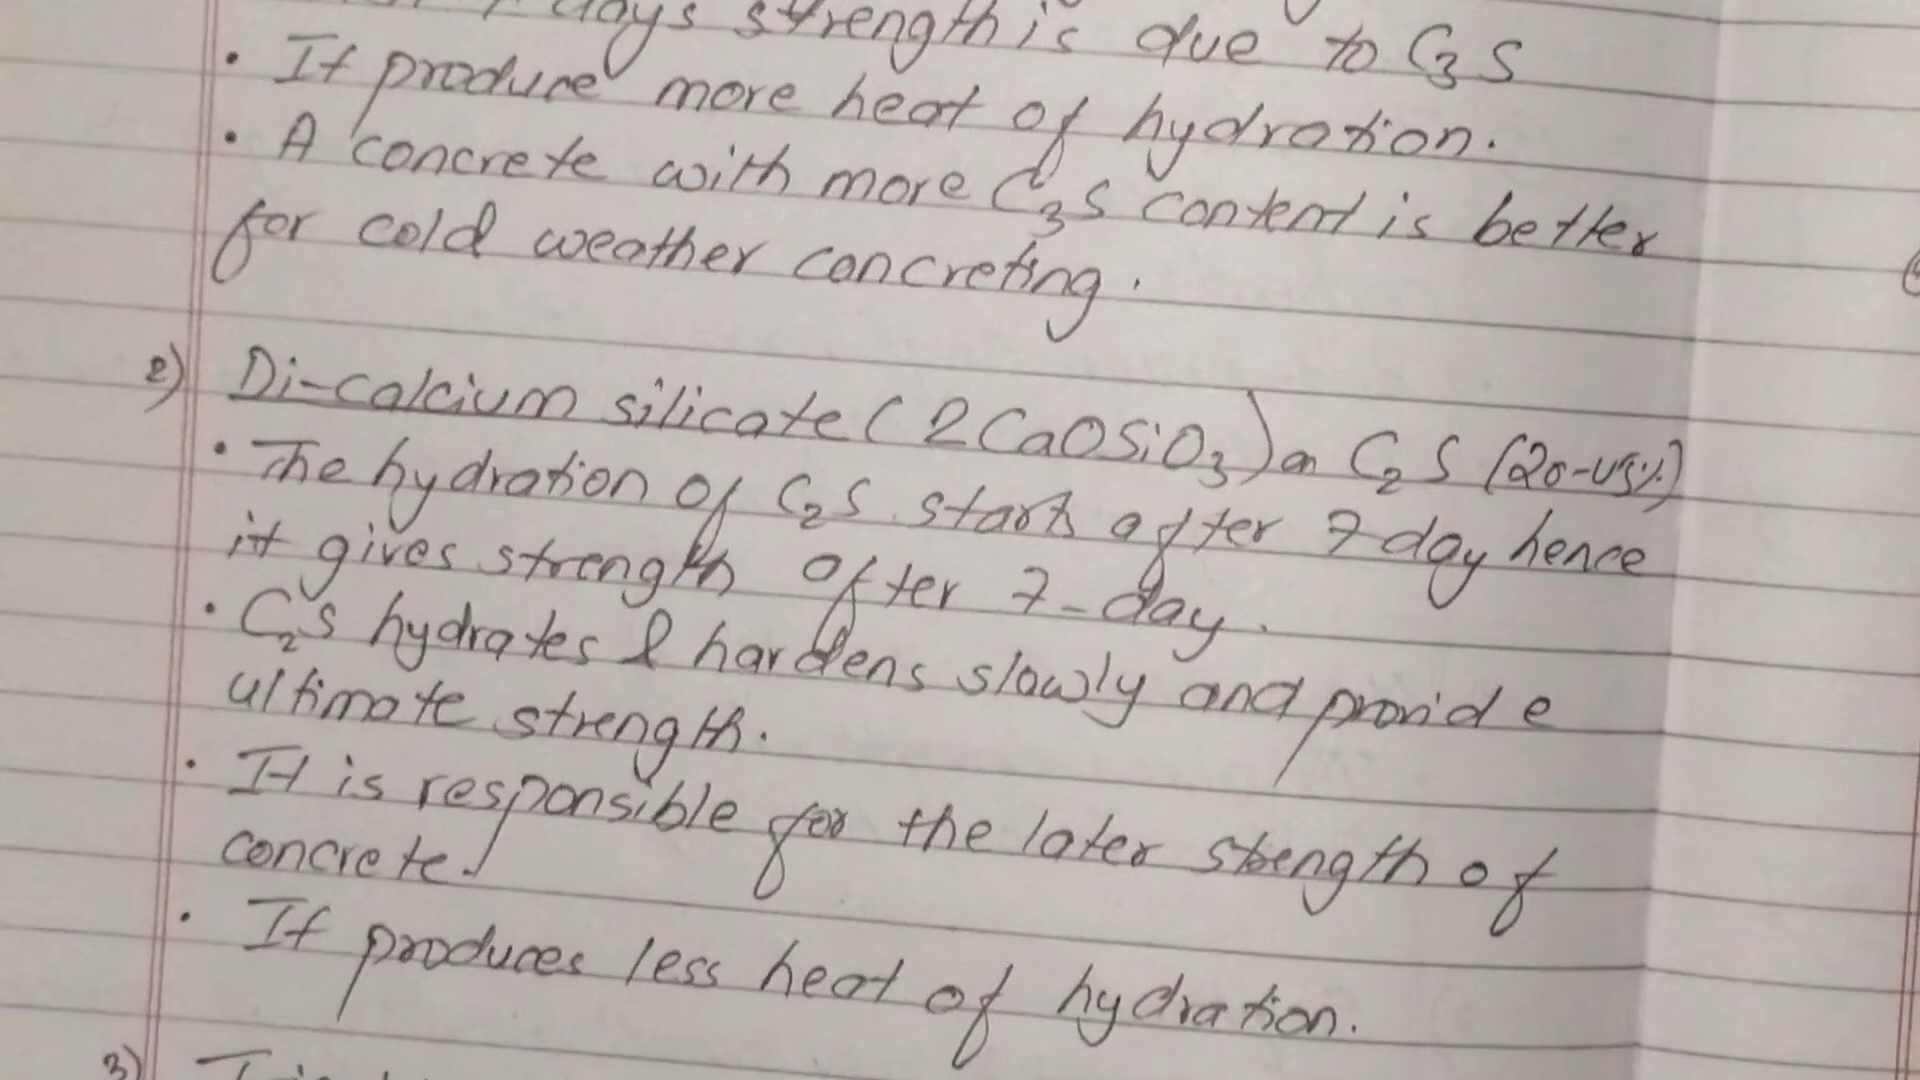 days strength is due to C3S
• It produce more heat of hydration.
• A concrete with more C3S content is better
for cold weather concreting.
2) Di-calcium silicate (2CaOSiO3) or C2S (20-45%)
• The hydration of C2S starts after 7 day hence
it gives strength after 7-day.
• C2S hydrates & hardens slowly and provide
ultimate strength.
• It is responsible for the later strength of
concrete.
• It produces less heat of hydration.
3)